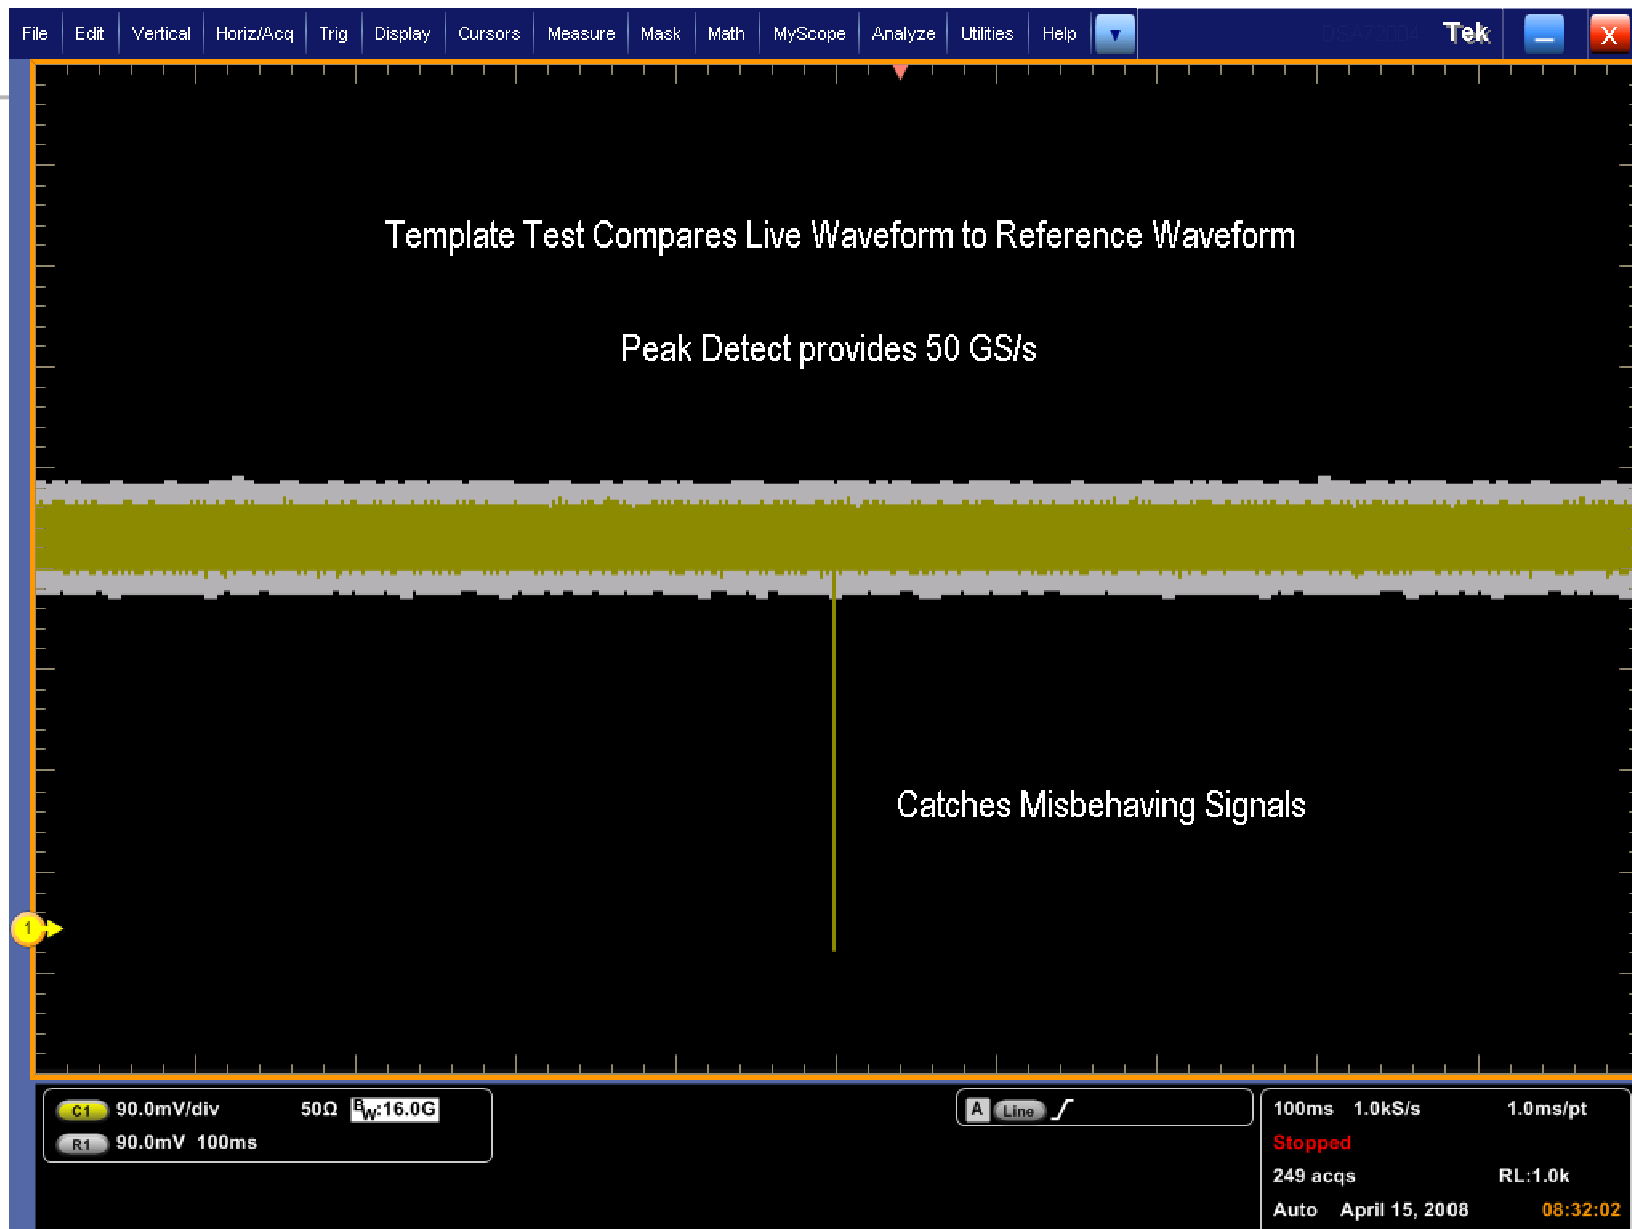 File Edit Vertical Horiz/Acq Trig Display Cursors Measure Mask Math MyScope Analyze Utilities Help Tek X
Template Test Compares Live Waveform to Reference Waveform
Peak Detect provides 50 GS/s
Catches Misbehaving Signals
1
C1 90.0mV/div 50Ω BW:16.0G
R1 90.0mV 100ms
A Line
100ms 1.0kS/s 1.0ms/pt
Stopped
249 acqs RL:1.0k
Auto April 15, 2008 08:32:02